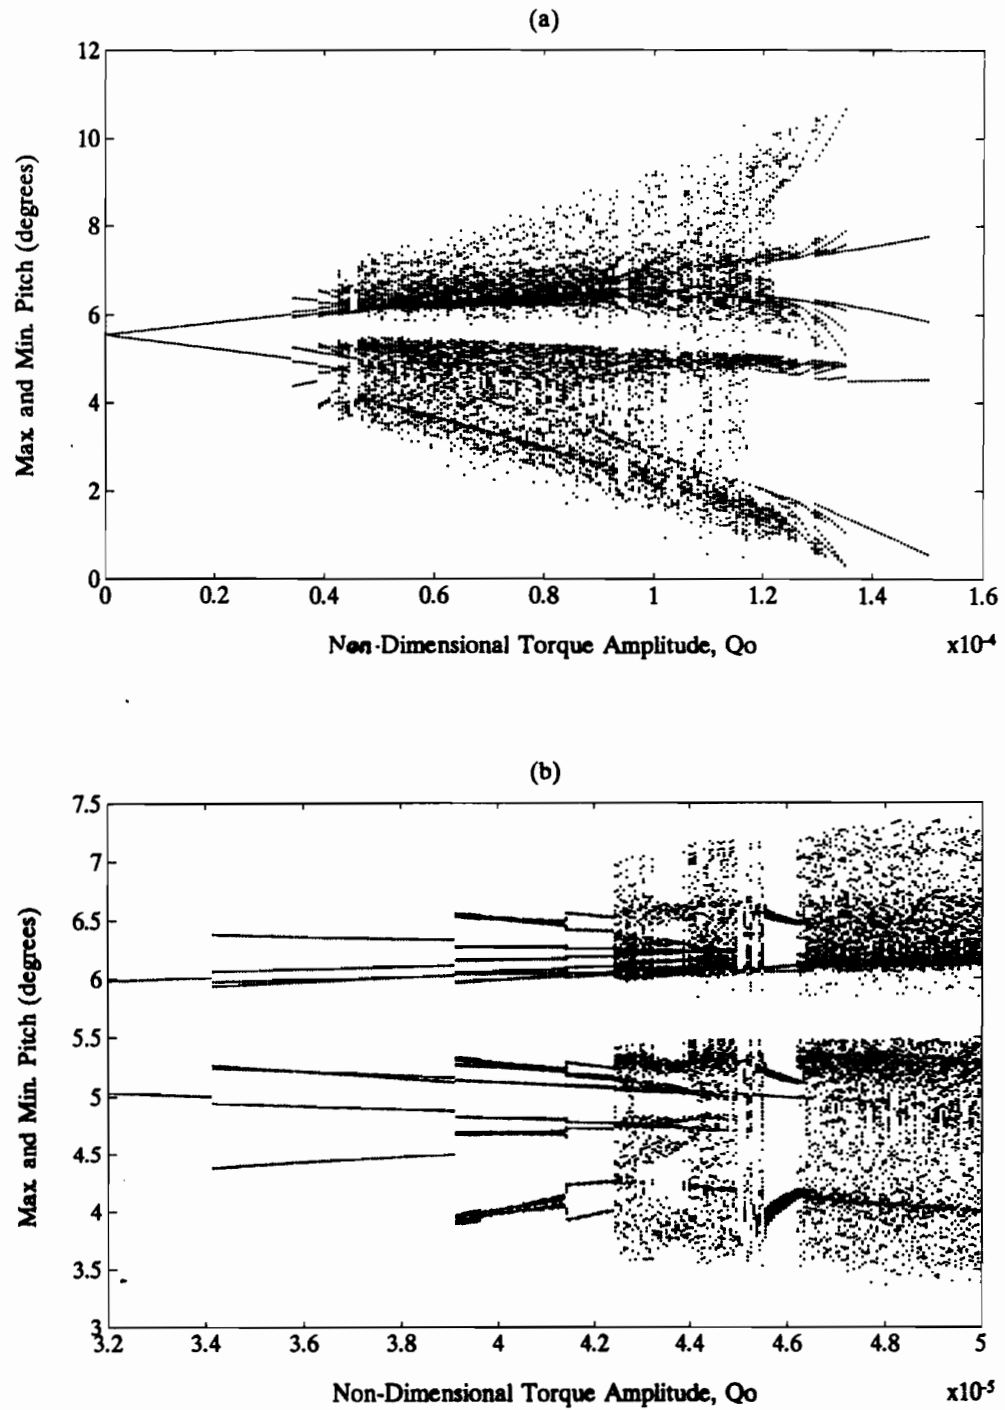 (a)
12
10
8
6
4
2
0
0 0.2 0.4 0.6 0.8 1 1.2 1.4 1.6
Max. and Min. Pitch (degrees)
Non-Dimensional Torque Amplitude, Qo
x10-4
(b)
7.5
7
6.5
6
5.5
5
4.5
4
3.5
3
3.2 3.4 3.6 3.8 4 4.2 4.4 4.6 4.8 5
Max. and Min. Pitch (degrees)
Non-Dimensional Torque Amplitude, Qo
x10-5